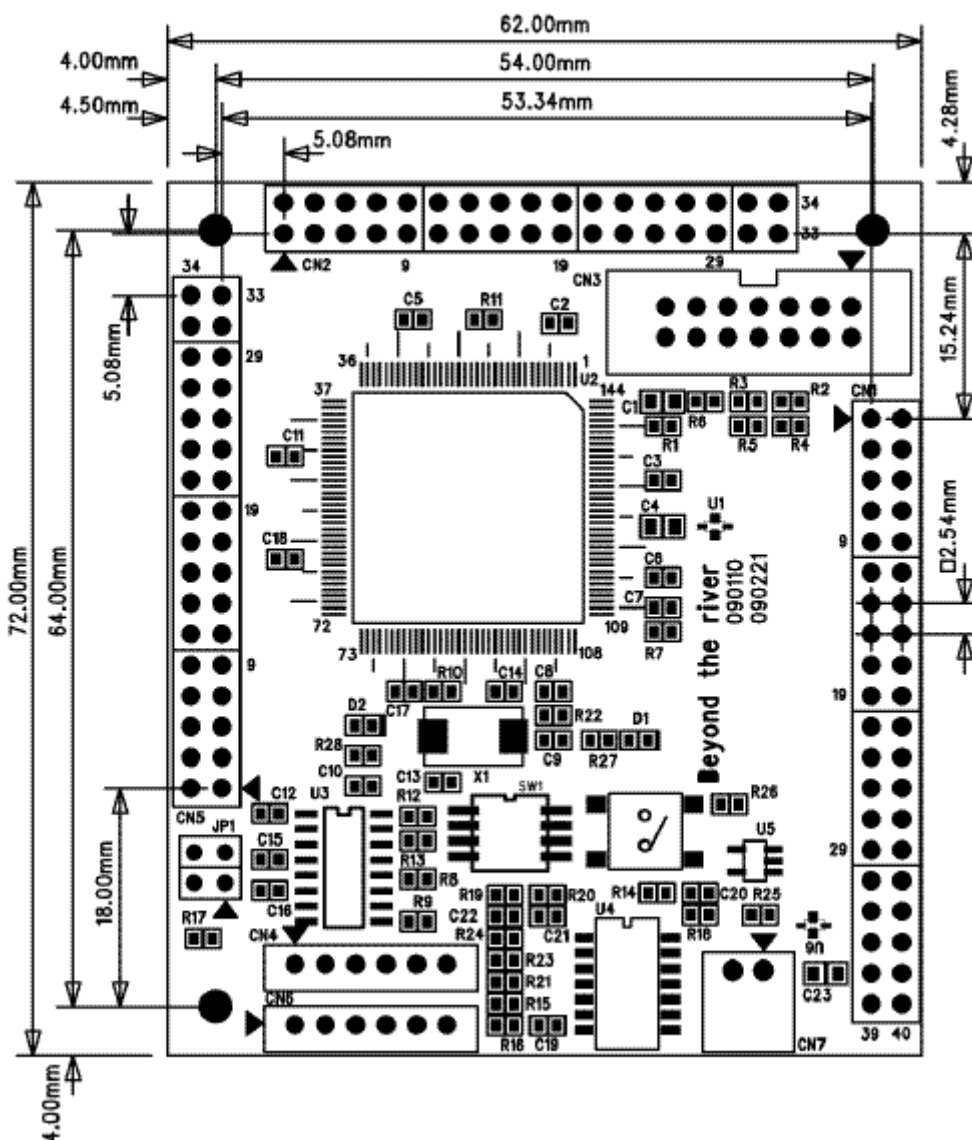 62.00mm
4.00mm
54.00mm
4.50mm
53.34mm
4.28mm
5.08mm
34
33
CN2
9
19
29
CN3
34
33
C5
R11
C2
29
5.08mm
15.24mm
36
1
U2
37
144
C1
R6
R3
R2
CN1
R1
R5
R4
C11
C3
19
C4
U1
9
C18
□2.54mm
C6
C7
72.00mm
64.00mm
72
109
R7
Beyond the river
090110
090221
73
108
9
R10
C14
C8
C17
19
D2
R22
D1
R28
C9
R27
C10
C13
X1
SW1
R26
CN5
JP1
C12
U3
R12
C15
R13
U5
29
18.00mm
C16
R8
R19
R20
R14
C20
R25
R17
R9
C22
C21
U4
R18
CN4
R24
U6
R23
CN6
R21
C23
R15
R16
C19
CN7
39
40
4.00mm